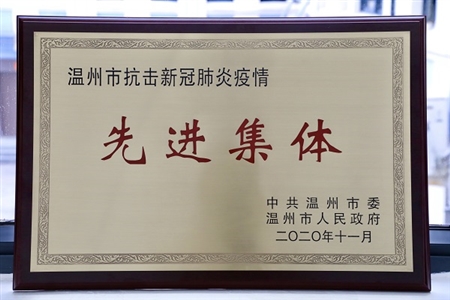 温州市抗击新冠肺炎疫情
先进集体
中共温州市委
温州市人民政府
二〇二〇年十一月